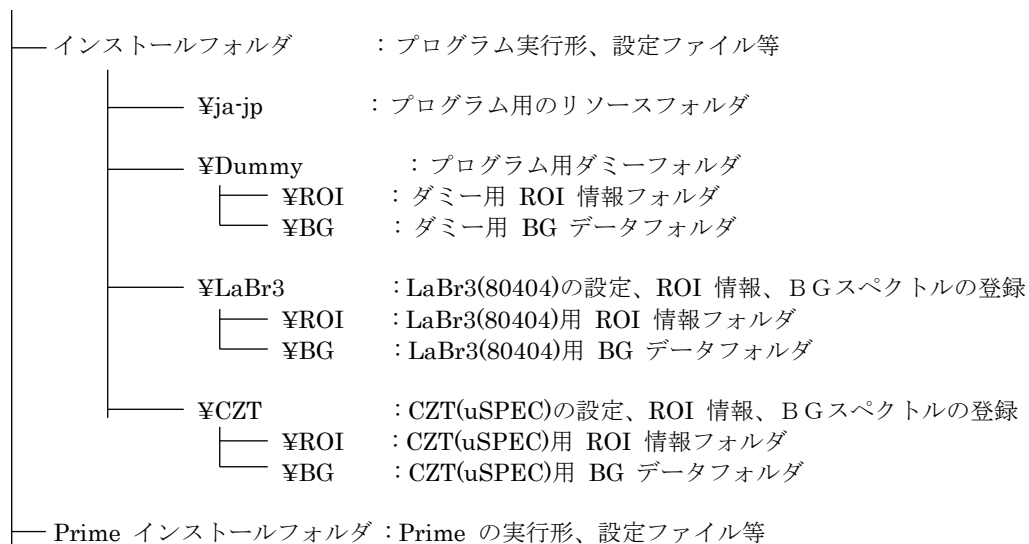 インストールフォルダ ：プログラム実行形、設定ファイル等
¥ja-jp ：プログラム用のリソースフォルダ
¥Dummy ：プログラム用ダミーフォルダ
¥ROI ：ダミー用 ROI 情報フォルダ
¥BG ：ダミー用 BG データフォルダ
¥LaBr3 ：LaBr3(80404)の設定、ROI 情報、ＢＧスペクトルの登録
¥ROI ：LaBr3(80404)用 ROI 情報フォルダ
¥BG ：LaBr3(80404)用 BG データフォルダ
¥CZT ：CZT(uSPEC)の設定、ROI 情報、ＢＧスペクトルの登録
¥ROI ：CZT(uSPEC)用 ROI 情報フォルダ
¥BG ：CZT(uSPEC)用 BG データフォルダ
Prime インストールフォルダ：Prime の実行形、設定ファイル等